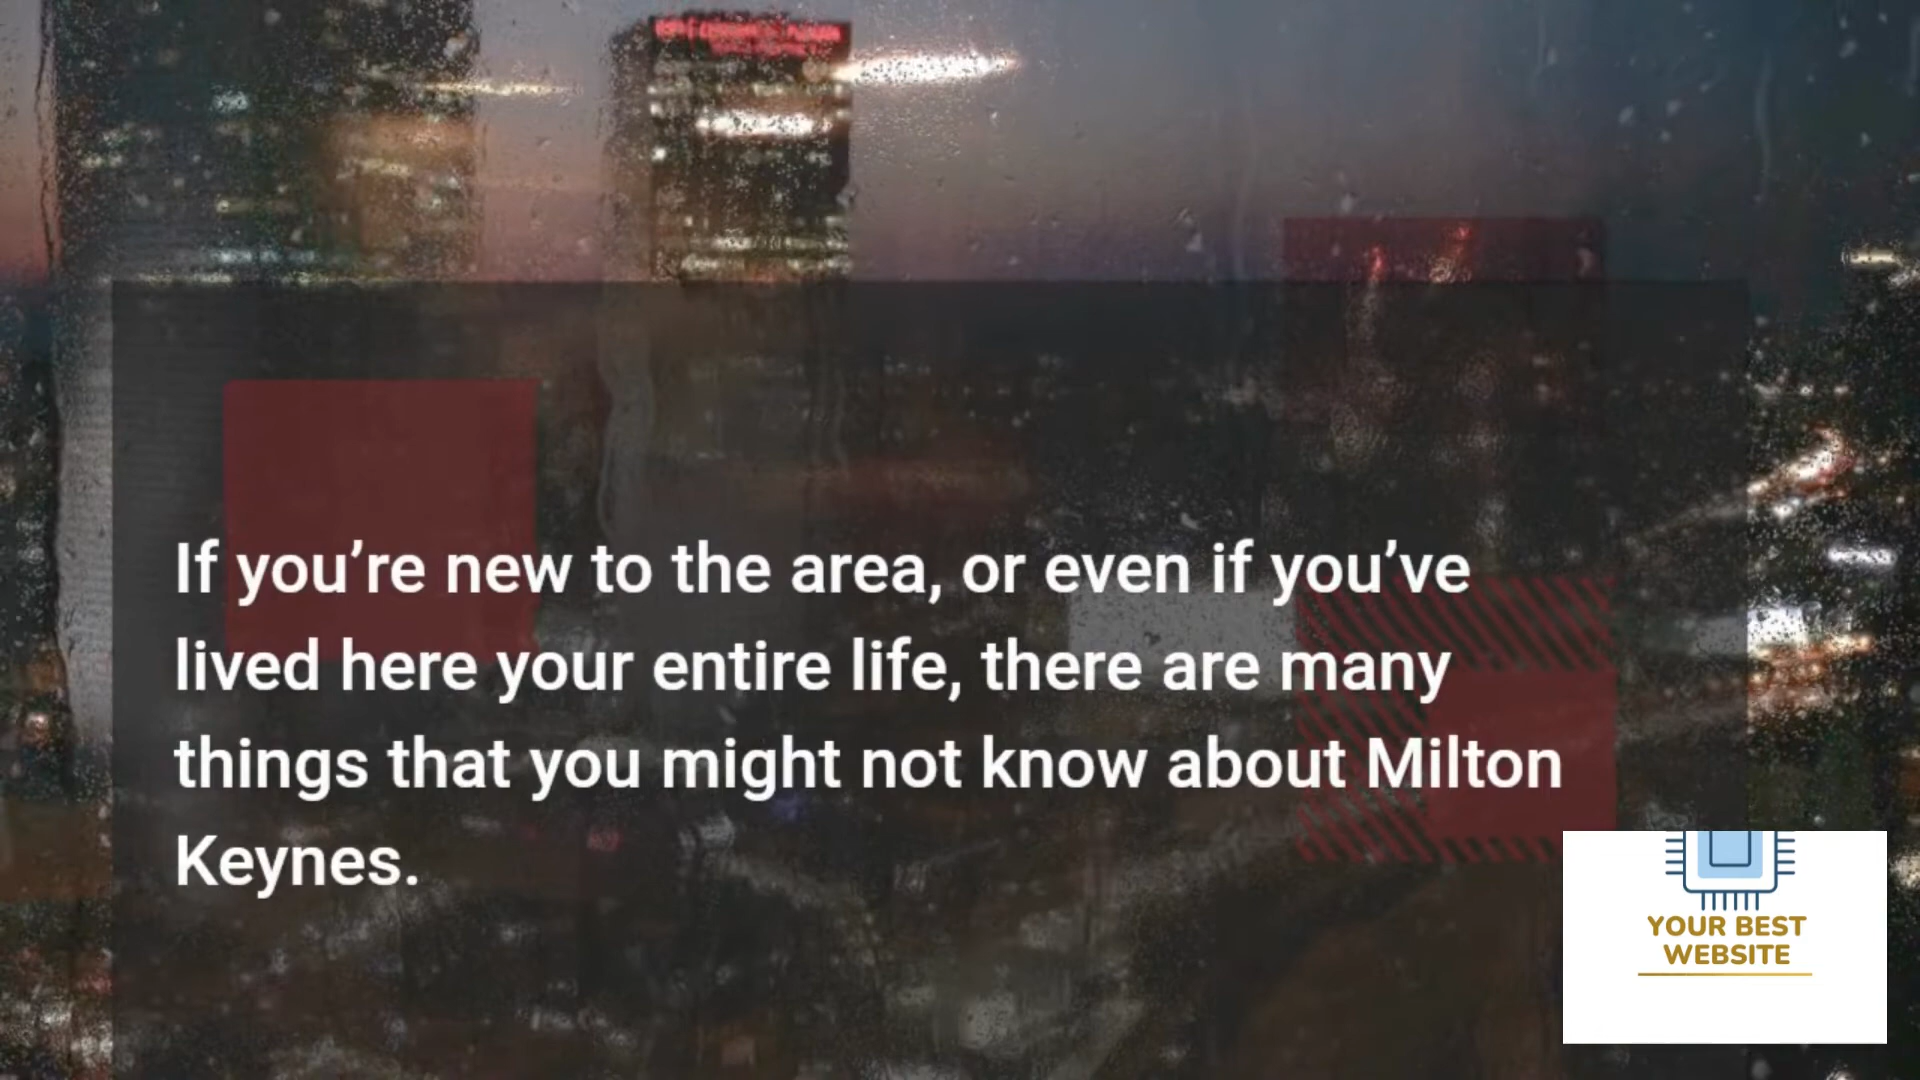 If you’re new to the area, or even if you’ve
lived here your entire life, there are many
things that you might not know about Milton
Keynes.
YOUR BEST
WEBSITE